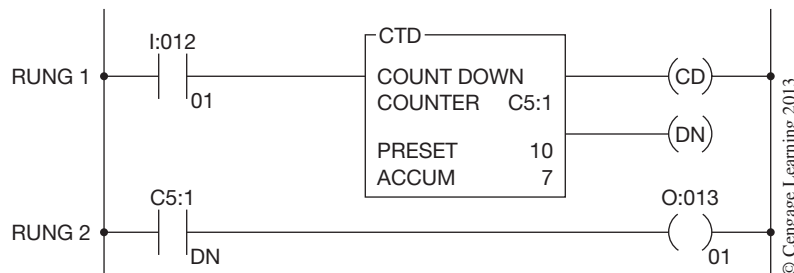 I:012
CTD
RUNG 1
COUNT DOWN
CD
01
COUNTER C5:1
DN
PRESET 10
ACCUM 7
C5:1
O:013
RUNG 2
DN
01
© Cengage Learning 2013